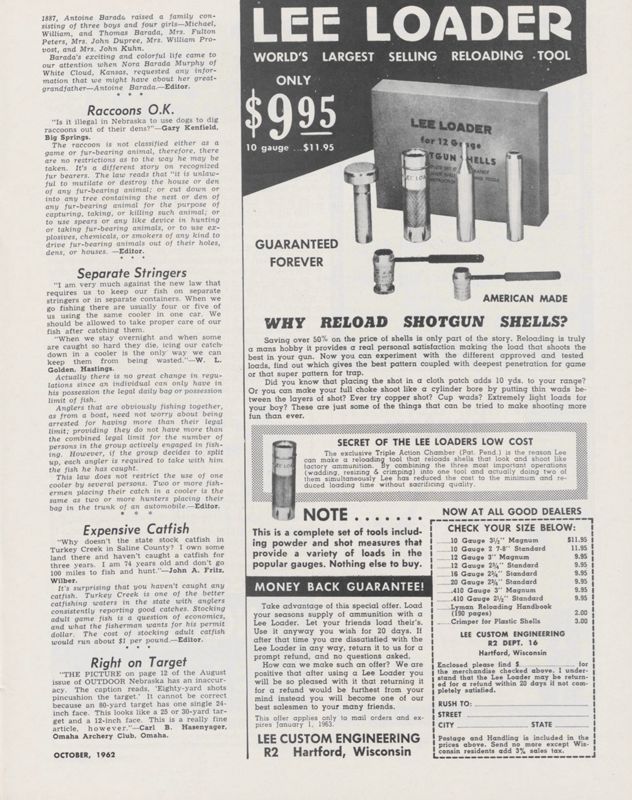 1887, Antoine Barada raised a family con-
sisting of three boys and four girls—Michael,
William, and Thomas Barada, Mrs. Fulton
Peters, Mrs. John Dupree, Mrs. William Pro-
vost, and Mrs. John Kuhn.
Barada's exciting and colorful life came to
our attention when Nora Barada Murphy of
White Cloud, Kansas, requested any infor-
mation that we might have about her great-
grandfather—Antoine Barada.—Editor.
* * *
Raccoons O.K.
"Is it illegal in Nebraska to use dogs to dig
raccoons out of their dens?"—Gary Kenfield,
Big Springs.
The raccoon is not classified either as a
game or fur-bearing animal, therefore, there
are no restrictions as to the way he may be
taken. It's a different story on recognized
fur bearers. The law reads that "it is unlaw-
ful to mutilate or destroy the house or den
of any fur-bearing animal; or cut down or
into any tree containing the nest or den of
any fur-bearing animal for the purpose of
capturing, taking, or killing such animal; or
to use spears or any like device in hunting
or taking fur-bearing animals, or to use ex-
plosives, chemicals, or smokers of any kind to
drive fur-bearing animals out of their holes,
dens, or houses. —Editor.
* * *
Separate Stringers
"I am very much against the new law that
requires us to keep our fish on separate
stringers or in separate containers. When we
go fishing there are usually four or five of
us using the same cooler in one car. We
should be allowed to take proper care of our
fish after catching them.
"When we stay overnight and when some
are caught so hard they die, icing our catch
down in a cooler is the only way we can
keep them from being wasted."—W. L.
Golden, Hastings.
Actually there is no great change in regu-
lations since an individual can only have in
his possession the legal daily bag or possession
limit of fish.
Anglers that are obviously fishing together,
as from a boat, need not worry about being
arrested for having more than their legal
limit; providing they do not have more than
the combined legal limit for the number of
persons in the group actively engaged in fish-
ing. However, if the group decides to split
up, each angler is required to take with him
the fish he has caught.
This law does not restrict the use of one
cooler by several persons. Two or more fish-
ermen placing their catch in a cooler is the
same as two or more hunters placing their
bag in the trunk of an automobile.—Editor.
* * *
Expensive Catfish
"Why doesn't the state stock catfish in
Turkey Creek in Saline County? I own some
land there and haven't caught a catfish for
three years. I am 74 years old and don't go
100 miles to fish and hunt."—John A. Fritz,
Wilber.
It's surprising that you haven't caught any
catfish. Turkey Creek is one of the better
catfishing waters in the state with anglers
consistently reporting good catches. Stocking
adult game fish is a question of economics,
and what the fisherman wants for his permit
dollar. The cost of stocking adult catfish
would run about $1 per pound.—Editor.
* * *
Right on Target
"THE PICTURE on page 12 of the August
issue of OUTDOOR Nebraska has an inaccur-
acy. The caption reads, 'Eighty-yard shots
pincushion the target.' It cannot be correct
because an 80-yard target has one single 24-
inch face. This looks like a 25 or 30-yard tar-
get and a 12-inch face. This is a really fine
article, however."—Carl B. Hasenyager,
Omaha Archery Club, Omaha.
OCTOBER, 1962
LEE LOADER
WORLD'S LARGEST SELLING RELOADING TOOL
ONLY
$9.95
10 gauge ...$11.95
LEE LOADER
for 12 Gauge
SHOTGUN SHELLS
LEE LOADER
GUARANTEED
FOREVER
AMERICAN MADE
WHY RELOAD SHOTGUN SHELLS?
Saving over 50% on the price of shells is only part of the story. Reloading is truly
a mans hobby it provides a real personal satisfaction making the load that shoots the
best in your gun. Now you can experiment with the different approved and tested
loads, find out which gives the best pattern coupled with deepest penetration for game
or that super pattern for trap.
Did you know that placing the shot in a cloth patch adds 10 yds. to your range?
Or you can make your full choke shoot like a cylinder bore by putting thin wads be-
tween the layers of shot? Ever try copper shot? Cup wads? Extremely light loads for
your boy? These are just some of the things that can be tried to make shooting more
fun than ever.
SECRET OF THE LEE LOADERS LOW COST
The exclusive Triple Action Chamber (Pat. Pend.) is the reason Lee
can make a reloading tool that reloads shells that look and shoot like
factory ammunition. By combining the three most important operations
(wadding, resizing & crimping) into one tool and actually doing two of
them simultaneously Lee has reduced the cost to the minimum and re-
duced loading time without sacrificing quality.
NOTE . . . . . . .
This is a complete set of tools includ-
ing powder and shot measures that
provide a variety of loads in the
popular gauges. Nothing else to buy.
MONEY BACK GUARANTEE!
Take advantage of this special offer. Load
your seasons supply of ammunition with a
Lee Loader. Let your friends load their's.
Use it anyway you wish for 20 days. If
after that time you are dissatisfied with the
Lee Loader in any way, return it to us for a
prompt refund, and no questions asked.
How can we make such an offer? We are
positive that after using a Lee Loader you
will be so pleased with it that returning it
for a refund would be furthest from your
mind instead you will become one of our
best salesmen to your many friends.
This offer applies only to mail orders and ex-
pires January 1, 1963.
LEE CUSTOM ENGINEERING
R2 Hartford, Wisconsin
NOW AT ALL GOOD DEALERS
CHECK YOUR SIZE BELOW:
10 Gauge 3½" Magnum $11.95
10 Gauge 2 7-8" Standard 11.95
12 Gauge 3" Magnum 9.95
12 Gauge 2¾" Standard 9.95
16 Gauge 2¾" Standard 9.95
20 Gauge 2¾" Standard 9.95
.410 Gauge 3" Magnum 9.95
.410 Gauge 2½" Standard 9.95
Lyman Reloading Handbook
(150 pages) 2.00
Crimper for Plastic Shells 3.00
LEE CUSTOM ENGINEERING
R2 DEPT. 16
Hartford, Wisconsin
Enclosed please find $ for
the merchandise checked above. I under-
stand that the Lee Loader may be return-
ed for a refund within 20 days if not com-
pletely satisfied.
RUSH TO:
STREET
CITY STATE
Postage and Handling is included in the
prices above. Send no more except Wis-
consin residents add 3% sales tax.